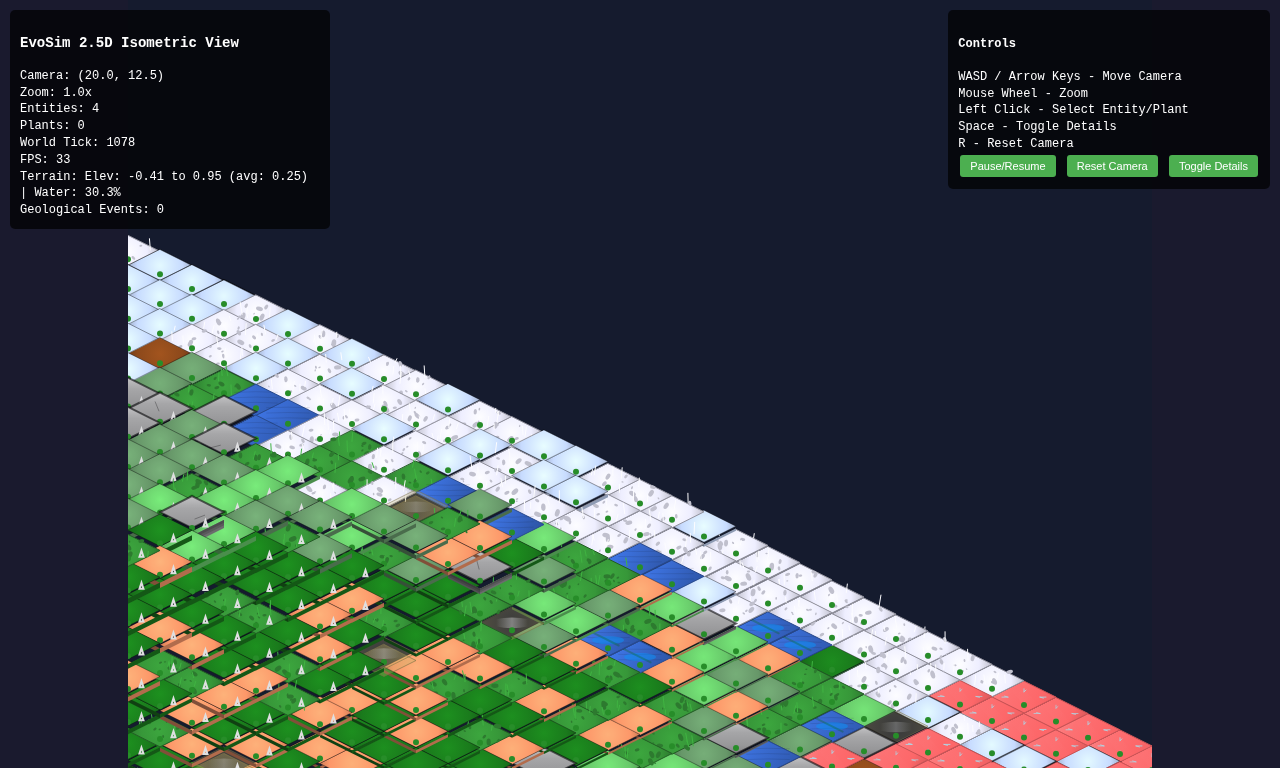 EvoSim 2.5D Isometric View
Camera: (20.0, 12.5)
Zoom: 1.0x
Entities: 4
Plants: 0
World Tick: 1078
FPS: 33
Terrain: Elev: -0.41 to 0.95 (avg: 0.25)
| Water: 30.3%
Geological Events: 0
Controls
WASD / Arrow Keys - Move Camera
Mouse Wheel - Zoom
Left Click - Select Entity/Plant
Space - Toggle Details
R - Reset Camera
Pause/Resume Reset Camera Toggle Details